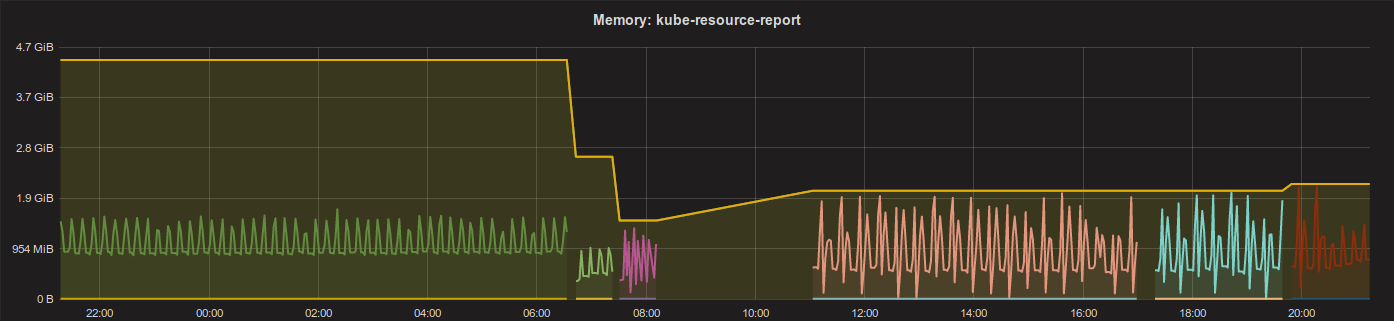 Memory: kube-resource-report
4.7 GiB
3.7 GiB
2.8 GiB
1.9 GiB
954 MiB
0 B
22:00 00:00 02:00 04:00 06:00 08:00 10:00 12:00 14:00 16:00 18:00 20:00